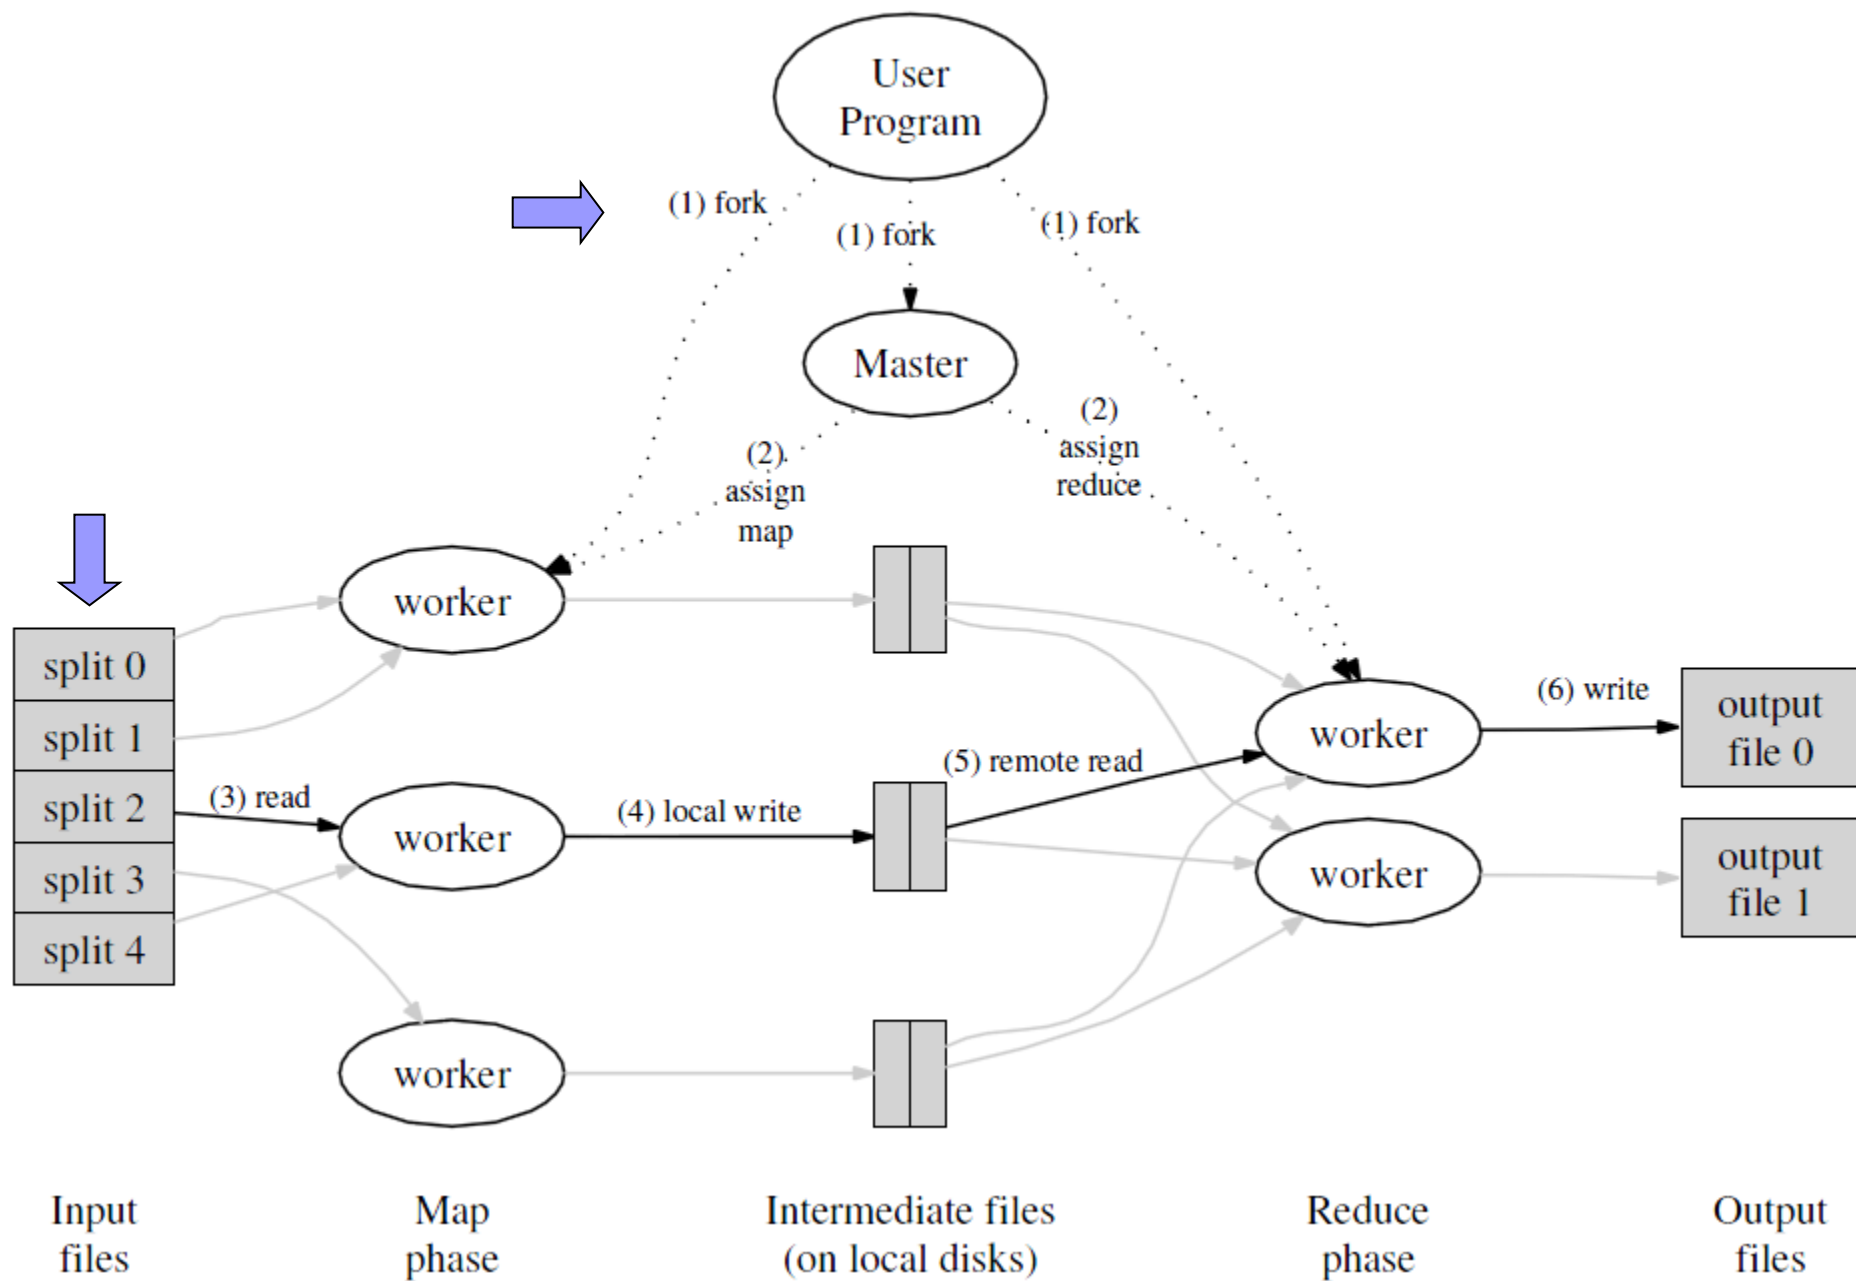 User
Program
(1) fork
(1) fork
(1) fork
Master
(2)
assign
map
(2)
assign
reduce
worker
split 0
split 1
split 2
split 3
split 4
(3) read
worker
(4) local write
(5) remote read
worker
(6) write
output
file 0
worker
output
file 1
worker
Input
files
Map
phase
Intermediate files
(on local disks)
Reduce
phase
Output
files